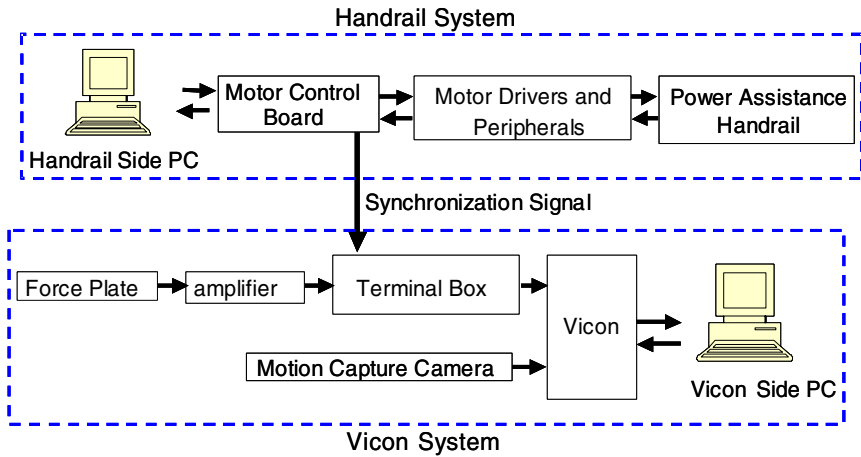 Handrail System
Motor Control
Board
Motor Drivers and
Peripherals
Power Assistance
Handrail
Handrail Side PC
Synchronization Signal
Force Plate
amplifier
Terminal Box
Vicon
Motion Capture Camera
Vicon Side PC
Vicon System